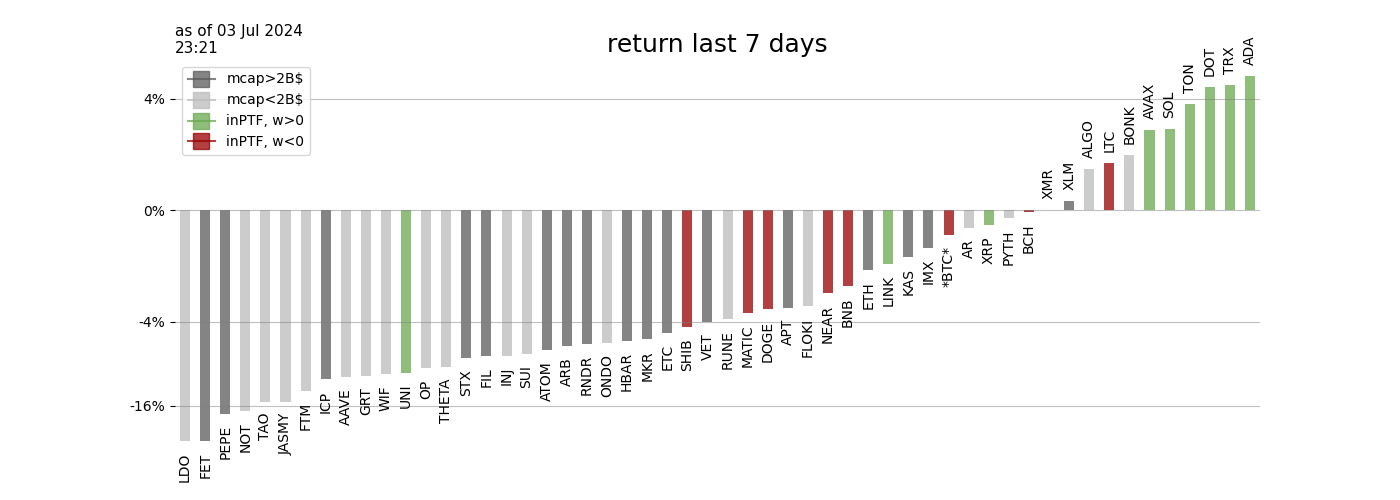 as of 03 Jul 2024
23:21
return last 7 days
mcap>2B$
mcap<2B$
inPTF, w>0
inPTF, w<0
4%
0%
-4%
-16%
LDO
FET
PEPE
NOT
TAO
JASMY
FTM
ICP
AAVE
GRT
WIF
UNI
OP
THETA
STX
FIL
INJ
SUI
ATOM
ARB
RNDR
ONDO
HBAR
MKR
ETC
SHIB
VET
RUNE
MATIC
DOGE
APT
FLOKI
NEAR
BNB
ETH
LINK
KAS
IMX
*BTC*
AR
XRP
PYTH
BCH
XMR
XLM
ALGO
LTC
BONK
AVAX
SOL
TON
DOT
TRX
ADA